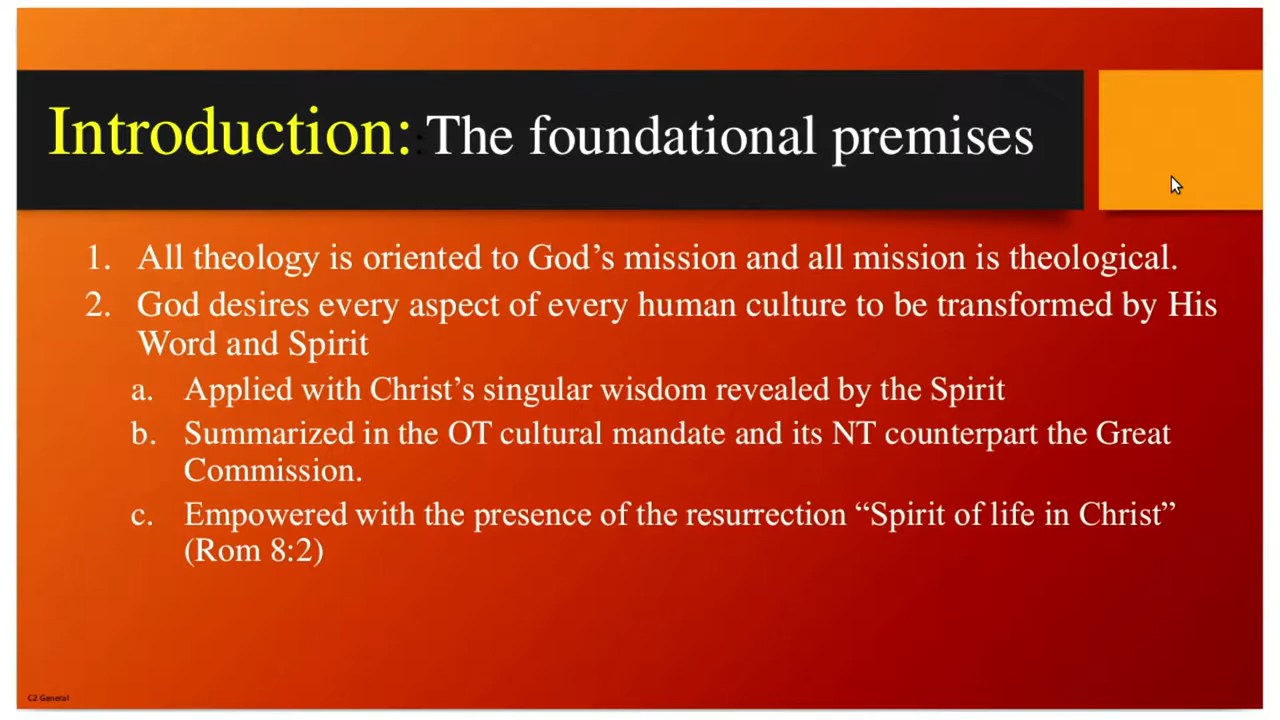 Introduction: The foundational premises
1. All theology is oriented to God’s mission and all mission is theological.
2. God desires every aspect of every human culture to be transformed by His
Word and Spirit
a. Applied with Christ’s singular wisdom revealed by the Spirit
b. Summarized in the OT cultural mandate and its NT counterpart the Great
Commission.
c. Empowered with the presence of the resurrection “Spirit of life in Christ”
(Rom 8:2)
C2 General